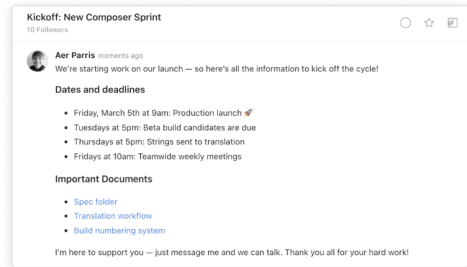 Kickoff: New Composer Sprint
10 Followers
Aer Parris moments ago
We're starting work on our launch — so here's all the information to kick off the cycle!
Dates and deadlines
• Friday, March 5th at 9am: Production launch 🚀
• Tuesdays at 5pm: Beta build candidates are due
• Thursdays at 5pm: Strings sent to translation
• Fridays at 10am: Teamwide weekly meetings
Important Documents
• Spec folder
• Translation workflow
• Build numbering system
I'm here to support you — just message me and we can talk. Thank you all for your hard work!